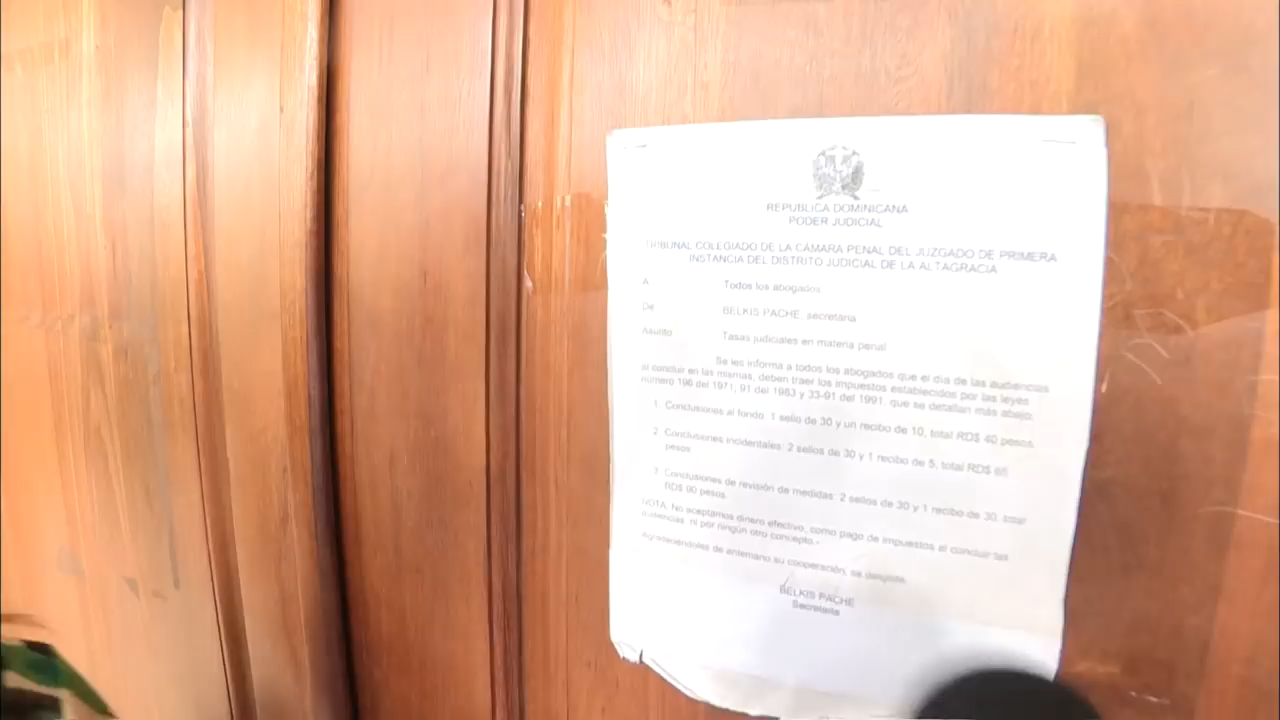 REPUBLICA DOMINICANA
PODER JUDICIAL
TRIBUNAL COLEGIADO DE LA CÁMARA PENAL DEL JUZGADO DE PRIMERA
INSTANCIA DEL DISTRITO JUDICIAL DE LA ALTAGRACIA
A Todos los abogados
De BELKIS PACHE, secretaria
Asunto Tasas judiciales en materia penal
Se les informa a todos los abogados que el día de las audiencias
al concluir en las mismas, deben traer los impuestos establecidos por las leyes
número 196 del 1971; 91 del 1983 y 33-91 del 1991, que se detallan más abajo:
1. Conclusiones al fondo: 1 sello de 30 y un recibo de 10, total RD$ 40 pesos
2. Conclusiones incidentales: 2 sellos de 30 y 1 recibo de 5, total RD$ 65
pesos
3. Conclusiones de revisión de medidas: 2 sellos de 30 y 1 recibo de 30, total
RD$ 90 pesos.
NOTA: No aceptamos dinero efectivo, como pago de impuestos al concluir las
audiencias, ni por ningún otro concepto.-
Agradeciéndoles de antemano su cooperación, se despide.
BELKIS PACHE
Secretaria